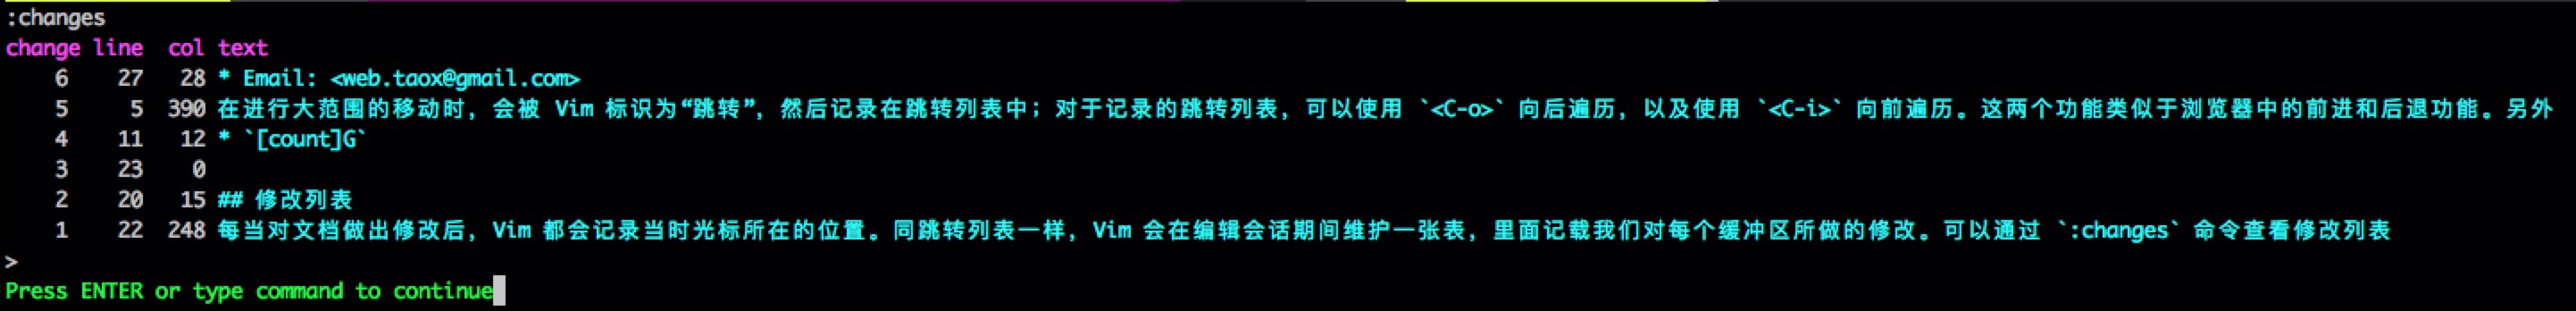 :changes
change line  col text
    6    27   28 * Email: <web.taox@gmail.com>
    5     5  390 在进行大范围的移动时，会被 Vim 标识为“跳转”，然后记录在跳转列表中；对于记录的跳转列表，可以使用 `<C-o>` 向后遍历，以及使用 `<C-i>` 向前遍历。这两个功能类似于浏览器中的前进和后退功能。另外
    4    11   12 * `[count]G`
    3    23    0
    2    20   15 ## 修改列表
    1    22  248 每当对文档做出修改后，Vim 都会记录当时光标所在的位置。同跳转列表一样，Vim 会在编辑会话期间维护一张表，里面记载我们对每个缓冲区所做的修改。可以通过 `:changes` 命令查看修改列表
>
Press ENTER or type command to continue